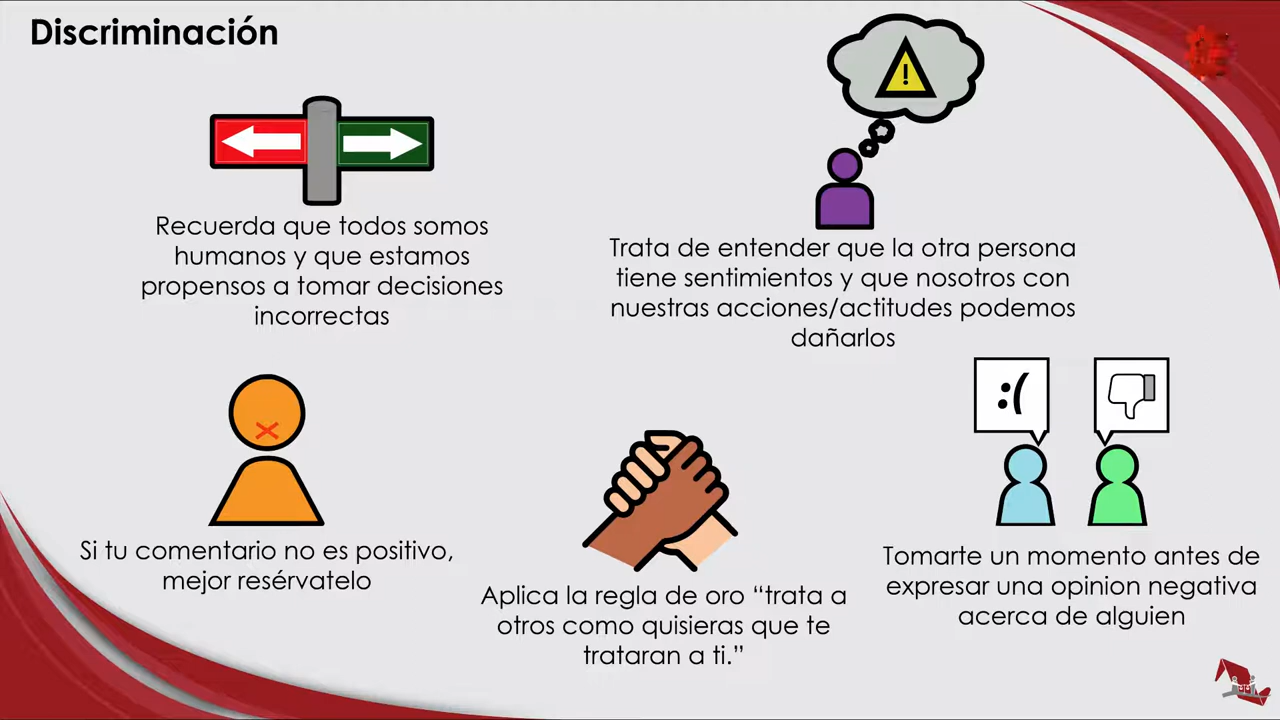 Discriminación
Recuerda que todos somos
humanos y que estamos
propensos a tomar decisiones
incorrectas
!
Trata de entender que la otra persona
tiene sentimientos y que nosotros con
nuestras acciones/actitudes podemos
dañarlos
Si tu comentario no es positivo,
mejor resérvatelo
Aplica la regla de oro “trata a
otros como quisieras que te
trataran a ti.”
:(
Tomarte un momento antes de
expresar una opinion negativa
acerca de alguien